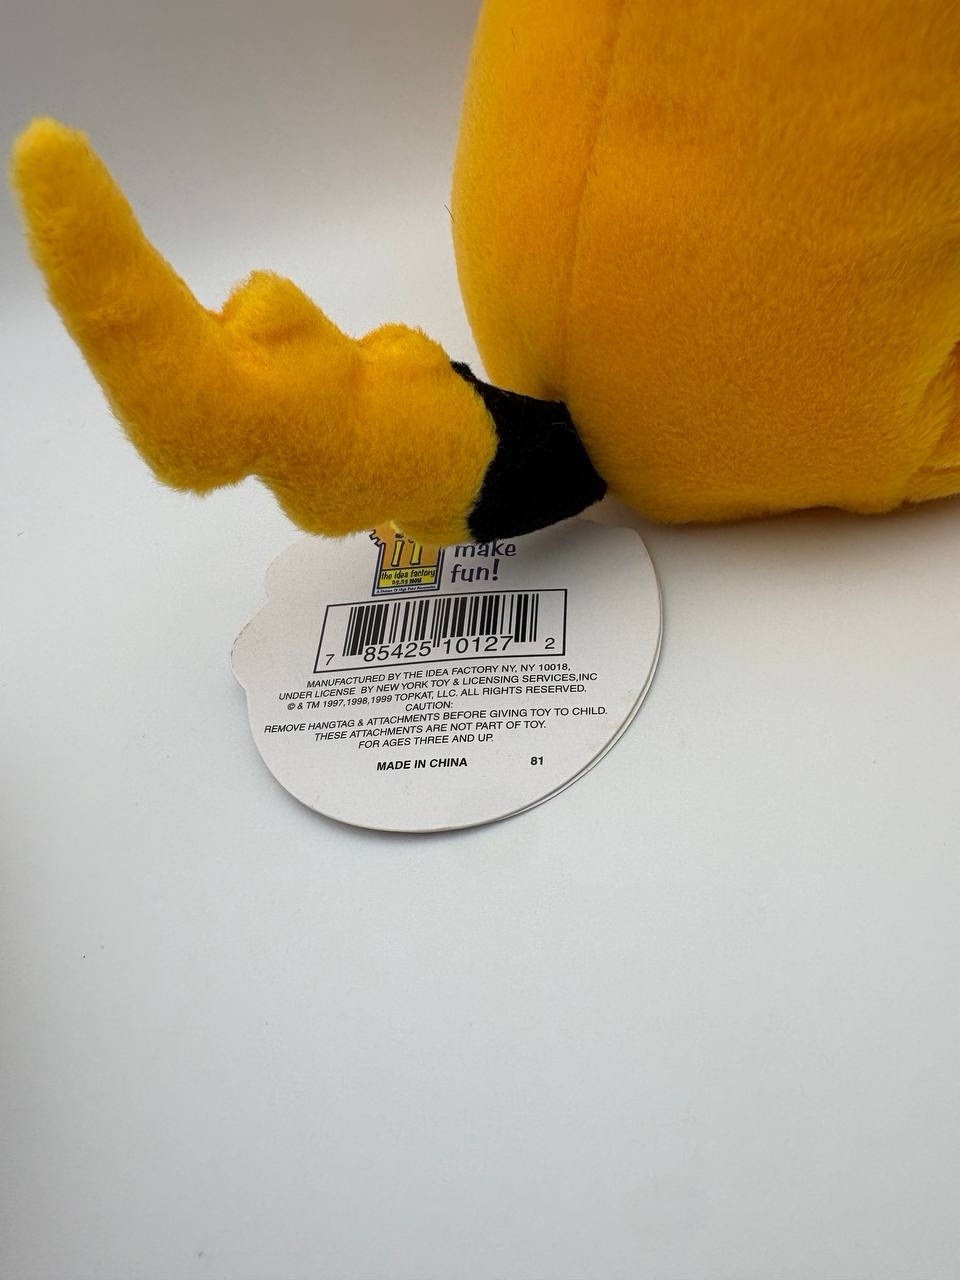 make
fun!
the idea factory
7 85425 10127 2
MANUFACTURED BY THE IDEA FACTORY NY, NY 10018,
UNDER LICENSE BY NEW YORK TOY & LICENSING SERVICES,INC
© & TM 1997,1998,1999 TOPKAT, LLC. ALL RIGHTS RESERVED.
CAUTION:
REMOVE HANGTAG & ATTACHMENTS BEFORE GIVING TOY TO CHILD.
THESE ATTACHMENTS ARE NOT PART OF TOY.
FOR AGES THREE AND UP.
MADE IN CHINA 81